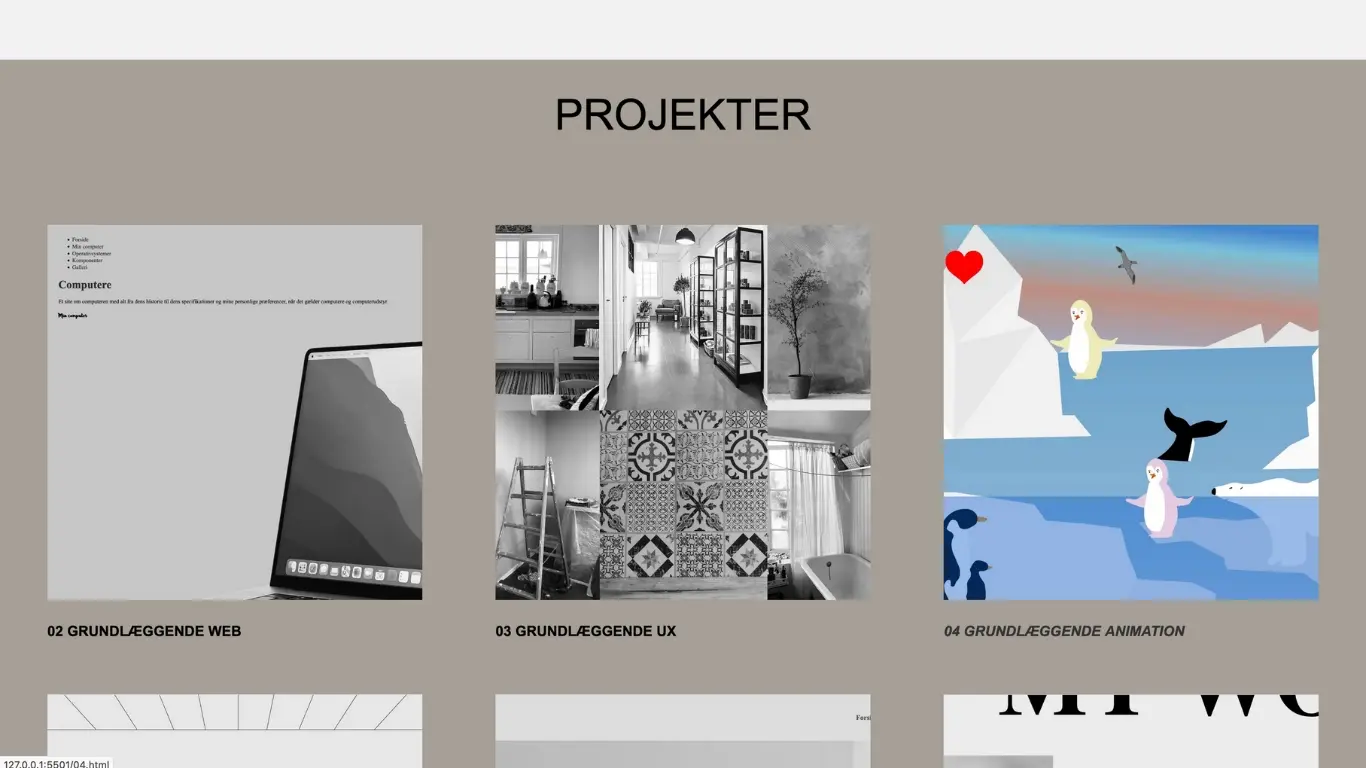 PROJEKTER
Forside
Min computer
Operativsystemer
Komponenter
Galleri
Computere
Et site om computeren med alt fra dens historie til dens specifikationer og mine personlige præferencer, når det gælder computere og computerudstyr
Min computer
02 GRUNDLÆGGENDE WEB
03 GRUNDLÆGGENDE UX
04 GRUNDLÆGGENDE ANIMATION
Forsi
MY WO
127.0.0.1:5501/04.html